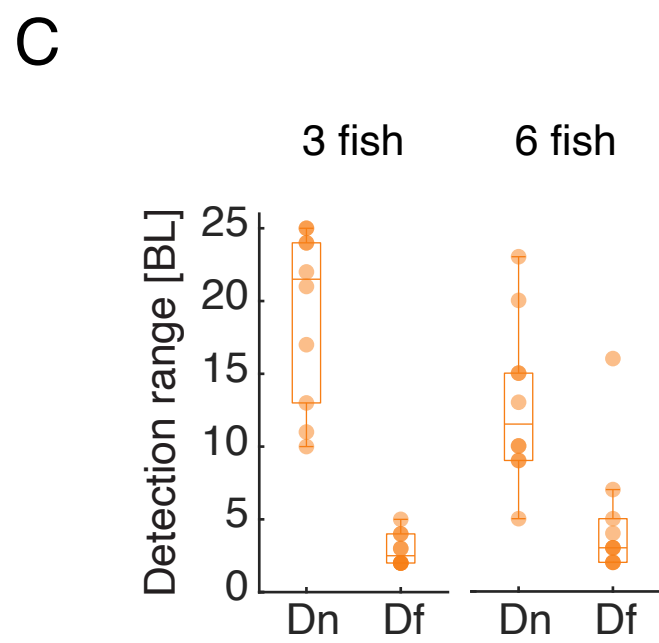 C
3 fish
6 fish
Detection range [BL]
25
20
15
10
5
0
Dn
Df
Dn
Df